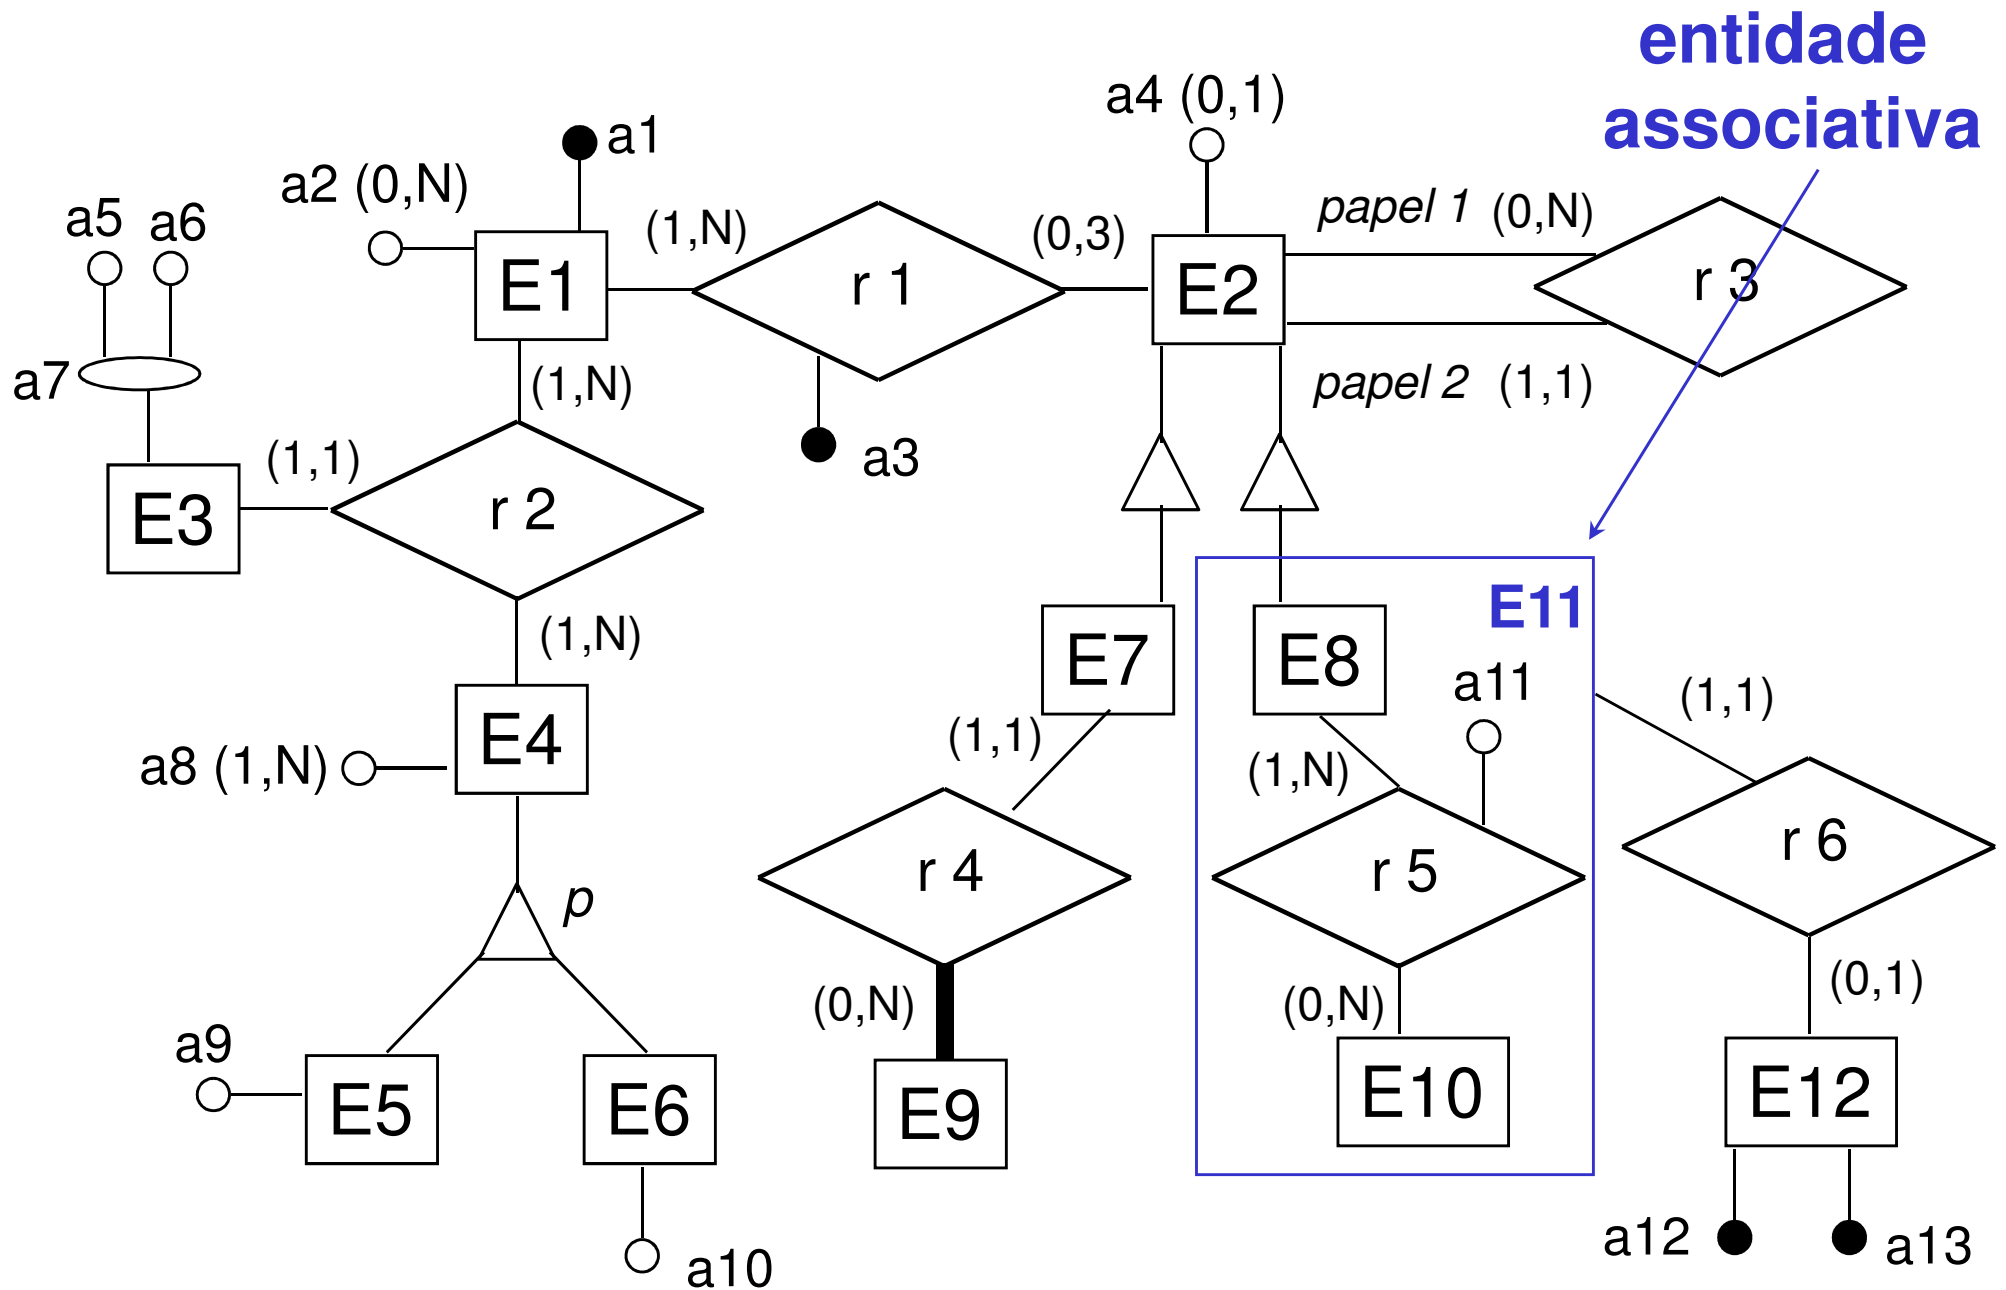 entidade
associativa
a4 (0,1)
a1
a2 (0,N)
a5 a6
(1,N)
(0,3)
papel 1 (0,N)
E1
r 1
E2
r 3
a7
(1,N)
papel 2 (1,1)
(1,1)
a3
E3
r 2
E11
(1,N)
E7
E8
a11
(1,1)
E4
(1,1)
a8 (1,N)
(1,N)
r 6
p
r 4
r 5
(0,N)
(0,N)
(0,1)
a9
E5
E6
E9
E10
E12
a12
a13
a10